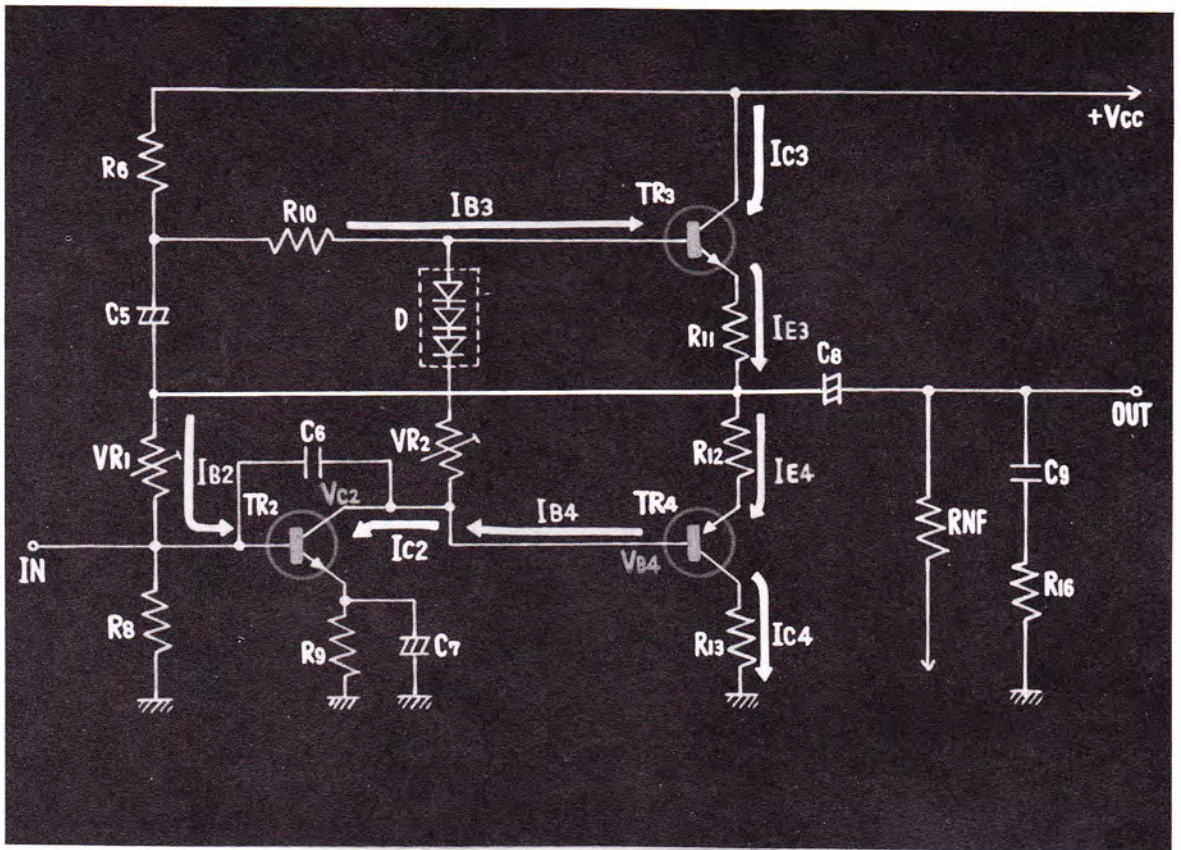 +Vcc
IC3
R6
TR3
IB3
R10
C5
D
R11
IE3
C8
OUT
VR1
IB2
C6
VR2
R12
IE4
C9
VC2
TR2
IC2
IB4
TR4
VB4
RNF
IN
R8
R9
C7
R13
IC4
R16